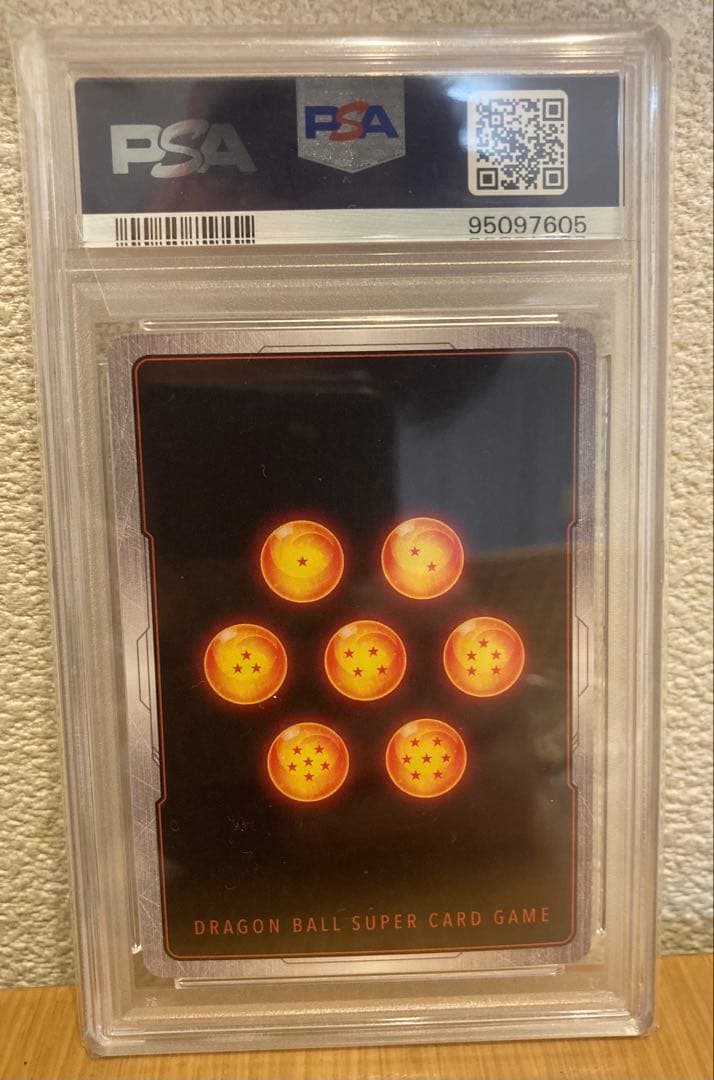 PSA
PSA
95097605
DRAGON BALL SUPER CARD GAME